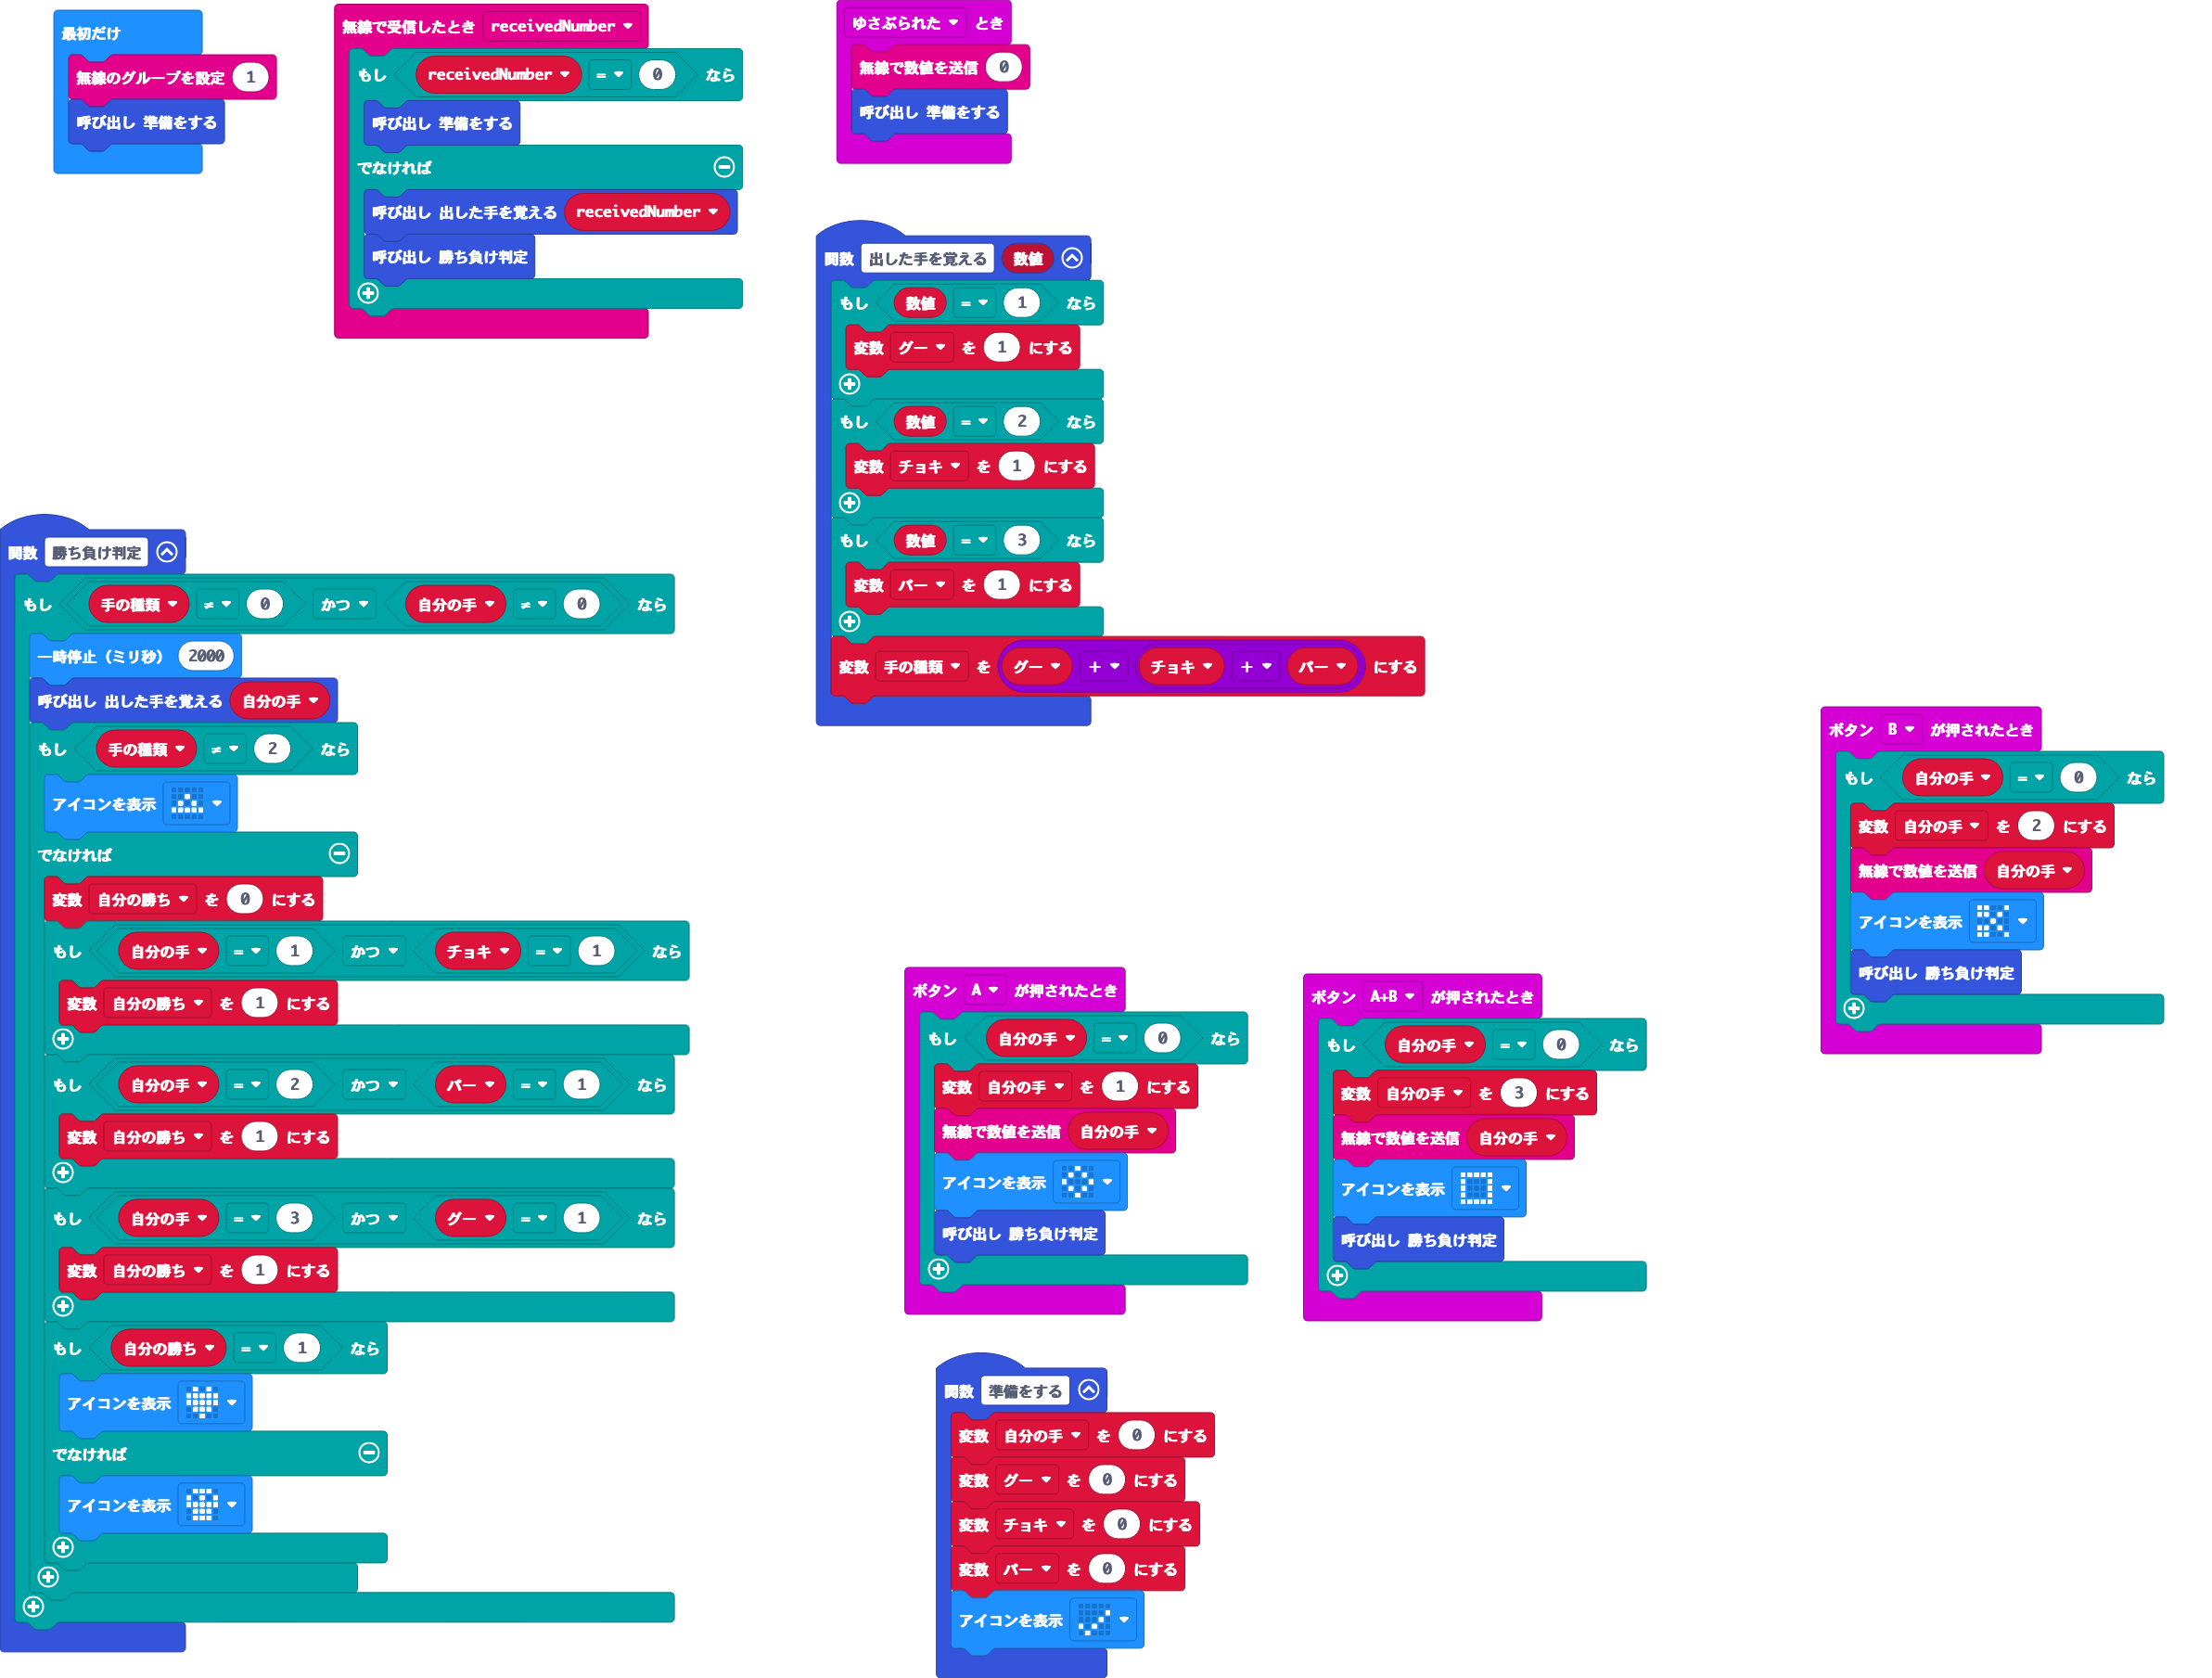 最初だけ
無線のグループを設定 1
呼び出し 準備をする
無線で受信したとき receivedNumber
もし receivedNumber = 0 なら
呼び出し 準備をする
でなければ
呼び出し 出した手を覚える receivedNumber
呼び出し 勝ち負け判定
ゆさぶられた とき
無線で数値を送信 0
呼び出し 準備をする
関数 出した手を覚える 数値
もし 数値 = 1 なら
変数 グー を 1 にする
もし 数値 = 2 なら
変数 チョキ を 1 にする
もし 数値 = 3 なら
変数 パー を 1 にする
変数 手の種類 を グー + チョキ + パー にする
関数 勝ち負け判定
もし 手の種類 ≠ 0 かつ 自分の手 ≠ 0 なら
一時停止（ミリ秒） 2000
呼び出し 出した手を覚える 自分の手
もし 手の種類 ≠ 2 なら
アイコンを表示
でなければ
変数 自分の勝ち を 0 にする
もし 自分の手 = 1 かつ チョキ = 1 なら
変数 自分の勝ち を 1 にする
もし 自分の手 = 2 かつ パー = 1 なら
変数 自分の勝ち を 1 にする
もし 自分の手 = 3 かつ グー = 1 なら
変数 自分の勝ち を 1 にする
もし 自分の勝ち = 1 なら
アイコンを表示
でなければ
アイコンを表示
ボタン A が押されたとき
もし 自分の手 = 0 なら
変数 自分の手 を 1 にする
無線で数値を送信 自分の手
アイコンを表示
呼び出し 勝ち負け判定
ボタン A+B が押されたとき
もし 自分の手 = 0 なら
変数 自分の手 を 3 にする
無線で数値を送信 自分の手
アイコンを表示
呼び出し 勝ち負け判定
ボタン B が押されたとき
もし 自分の手 = 0 なら
変数 自分の手 を 2 にする
無線で数値を送信 自分の手
アイコンを表示
呼び出し 勝ち負け判定
関数 準備をする
変数 自分の手 を 0 にする
変数 グー を 0 にする
変数 チョキ を 0 にする
変数 パー を 0 にする
アイコンを表示